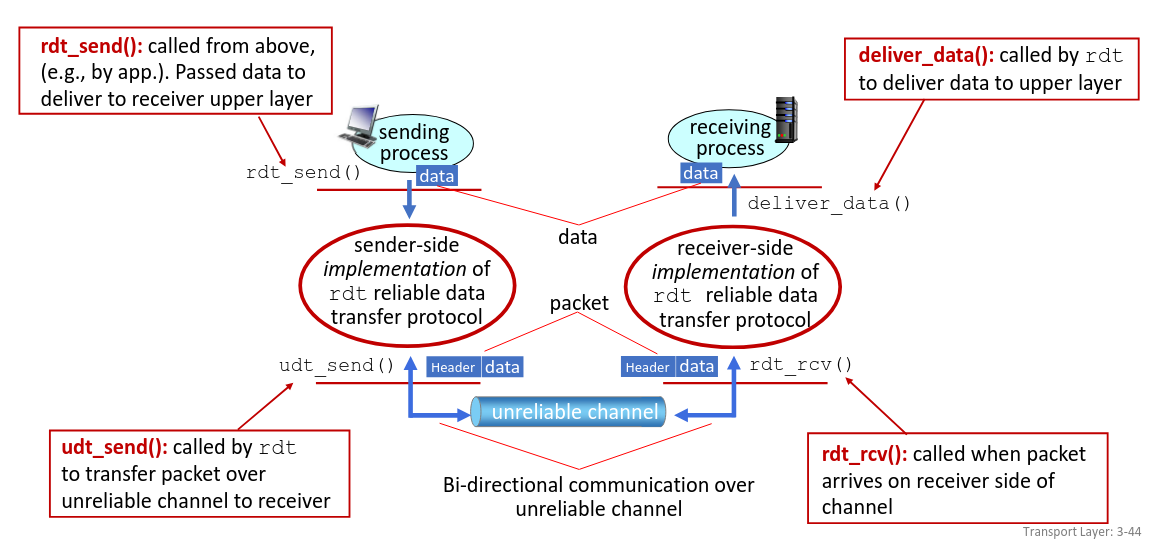 rdt_send(): called from above,
(e.g., by app.). Passed data to
deliver to receiver upper layer
deliver_data(): called by rdt
to deliver data to upper layer
sending
process
receiving
process
rdt_send()
data
data
deliver_data()
data
sender-side
implementation of
rdt reliable data
transfer protocol
receiver-side
implementation of
rdt reliable data
transfer protocol
packet
udt_send()
Header data
Header data
rdt_rcv()
unreliable channel
udt_send(): called by rdt
to transfer packet over
unreliable channel to receiver
Bi-directional communication over
unreliable channel
rdt_rcv(): called when packet
arrives on receiver side of
channel
Transport Layer: 3-44